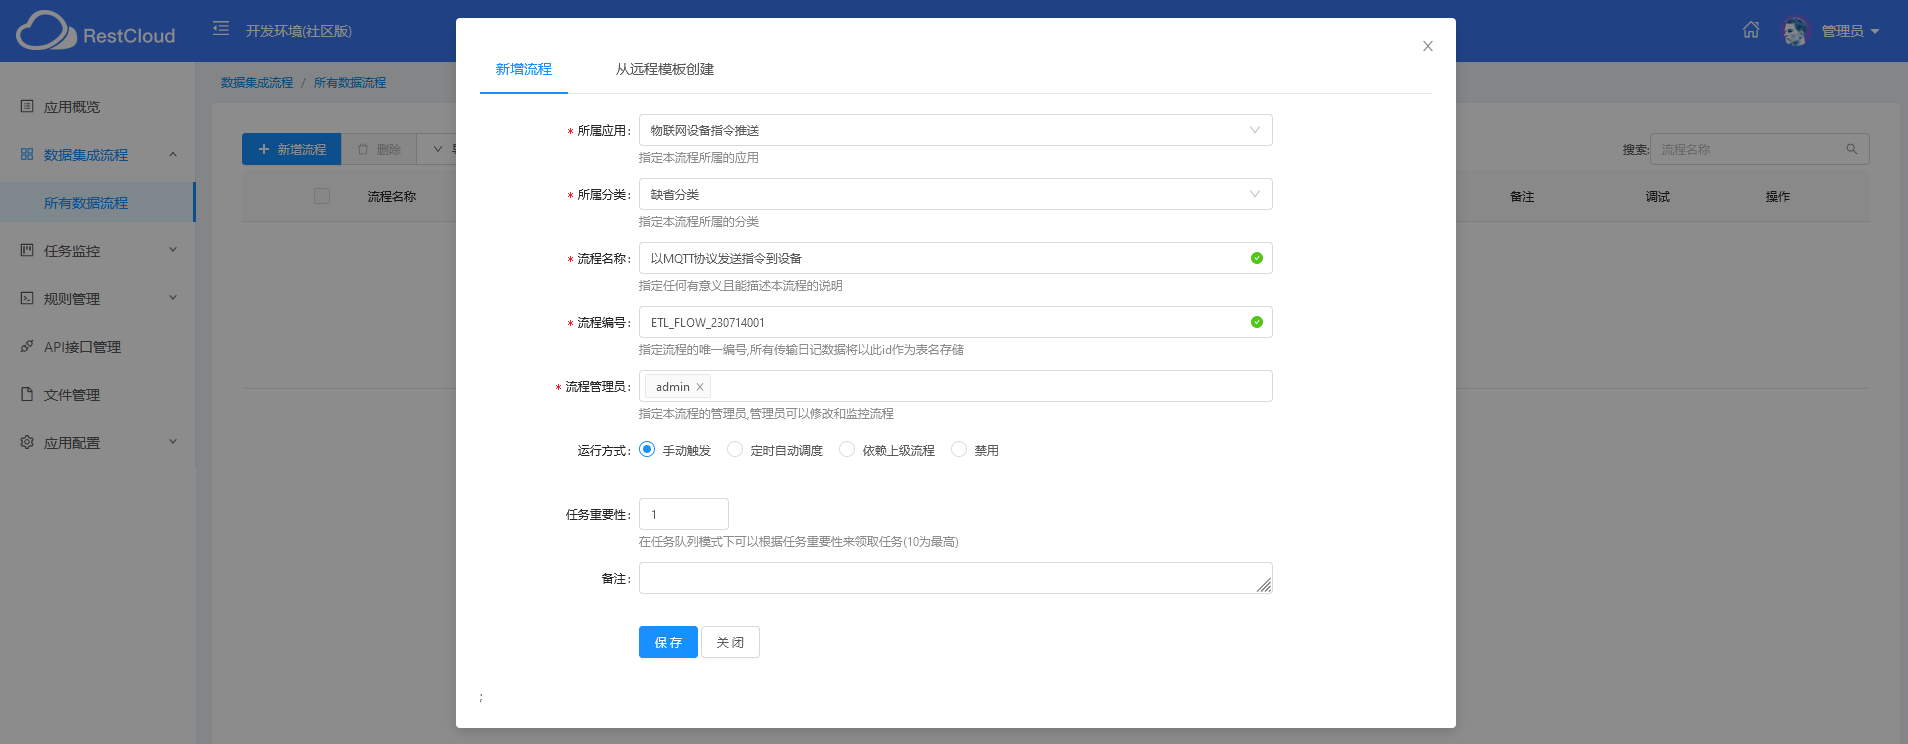 RestCloud
开发环境(社区版)
管理员
应用概览
数据集成流程
所有数据流程
任务监控
规则管理
API接口管理
文件管理
应用配置
数据集成流程 / 所有数据流程
新增流程
删除
搜索:
流程名称
流程名称
备注
调试
操作
新增流程
从远程模板创建
* 所属应用:
物联网设备指令推送
指定本流程所属的应用
* 所属分类:
缺省分类
指定本流程所属的分类
* 流程名称:
以MQTT协议发送指令到设备
指定任何有意义且能描述本流程的说明
* 流程编号:
ETL_FLOW_230714001
指定流程的唯一编号,所有传输日记数据将以此id作为表名存储
* 流程管理员:
admin
指定本流程的管理员,管理员可以修改和监控流程
运行方式:
手动触发
定时自动调度
依赖上级流程
禁用
任务重要性:
1
在任务队列模式下可以根据任务重要性来领取任务(10为最高)
备注:
保存
关闭
;